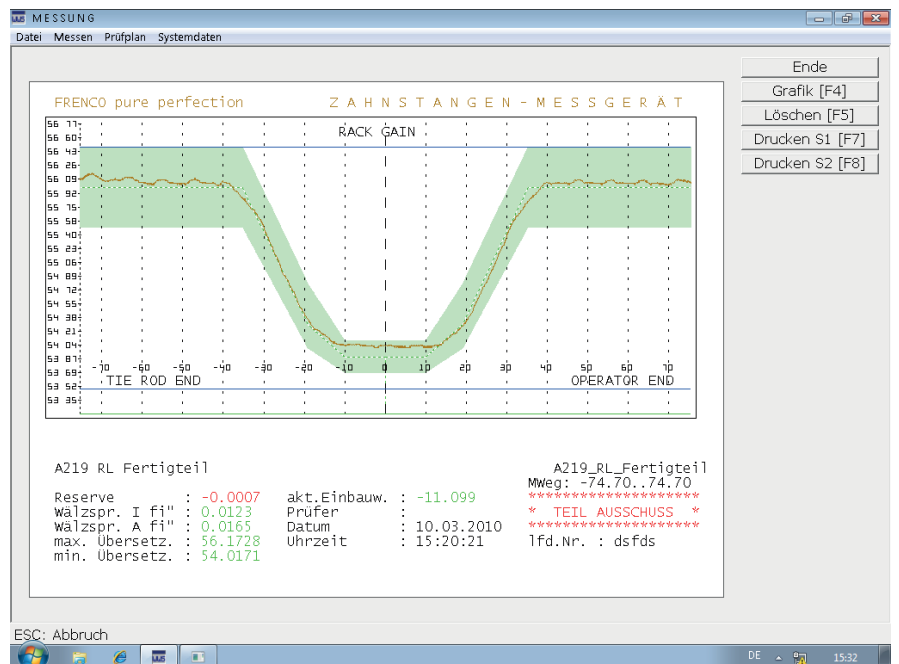 MESSUNG
Datei Messen Prüfplan Systemdaten
Ende
Grafik [F4]
Löschen [F5]
Drucken S1 [F7]
Drucken S2 [F8]
FRENCO pure perfection Z A H N S T A N G E N - M E S S G E R Ä T
RACK GAIN
56 77
56 60
56 43
56 26
56 09
55 92
55 75
55 58
55 40
55 23
55 06
54 89
54 72
54 55
54 38
54 21
54 04
53 87
53 69
53 52
53 35
-70 -60 -50 -40 -30 -20 -10 0 10 20 30 40 50 60 70
TIE ROD END OPERATOR END
A219 RL Fertigteil A219_RL_Fertigteil
MWeg: -74.70..74.70
Reserve : -0.0007 akt.Einbauw. : -11.099 ********************
Wälzspr. I fi" : 0.0123 Prüfer : * TEIL AUSSCHUSS *
Wälzspr. A fi" : 0.0165 Datum : 10.03.2010 ********************
max. Übersetz. : 56.1728 Uhrzeit : 15:20:21 lfd.Nr. : dsfds
min. Übersetz. : 54.0171
ESC: Abbruch
DE 15:32